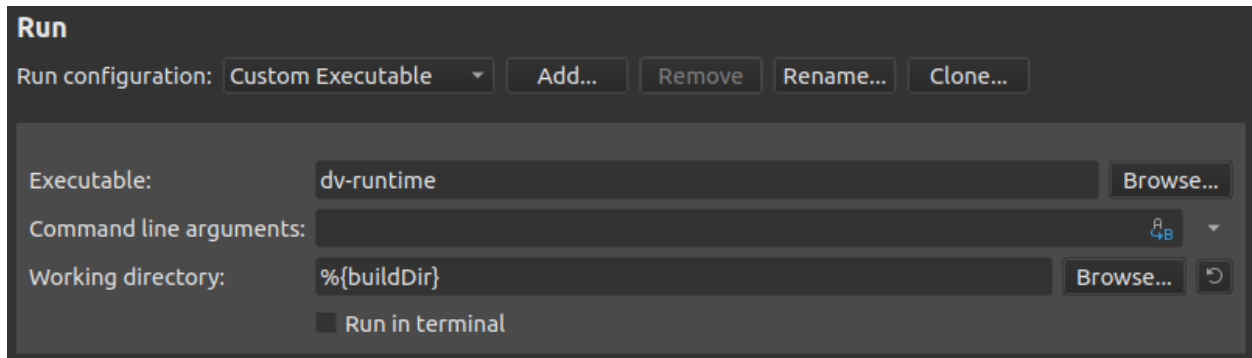 Run
Run configuration: Custom Executable Add... Remove Rename... Clone...
Executable: dv-runtime Browse...
Command line arguments: A B
Working directory: %{buildDir} Browse...
Run in terminal